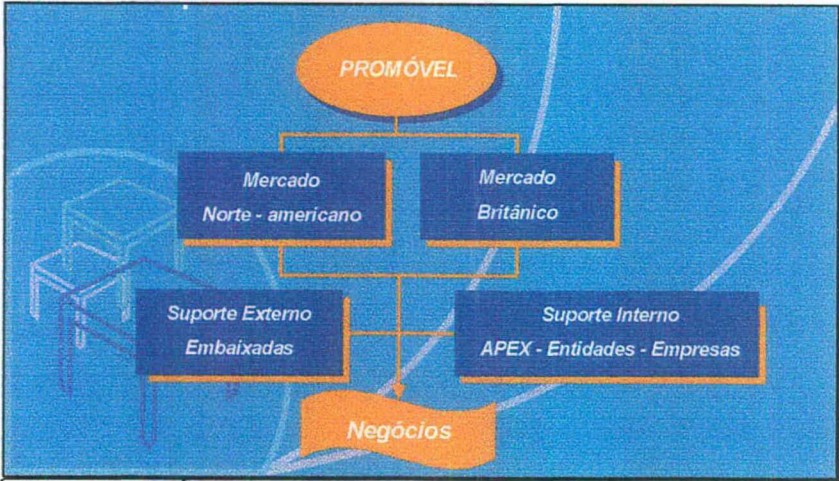 PROMÓVEL
Mercado
Norte - americano
Mercado
Britânico
Suporte Externo
Embaixadas
Suporte Interno
APEX - Entidades - Empresas
Negócios